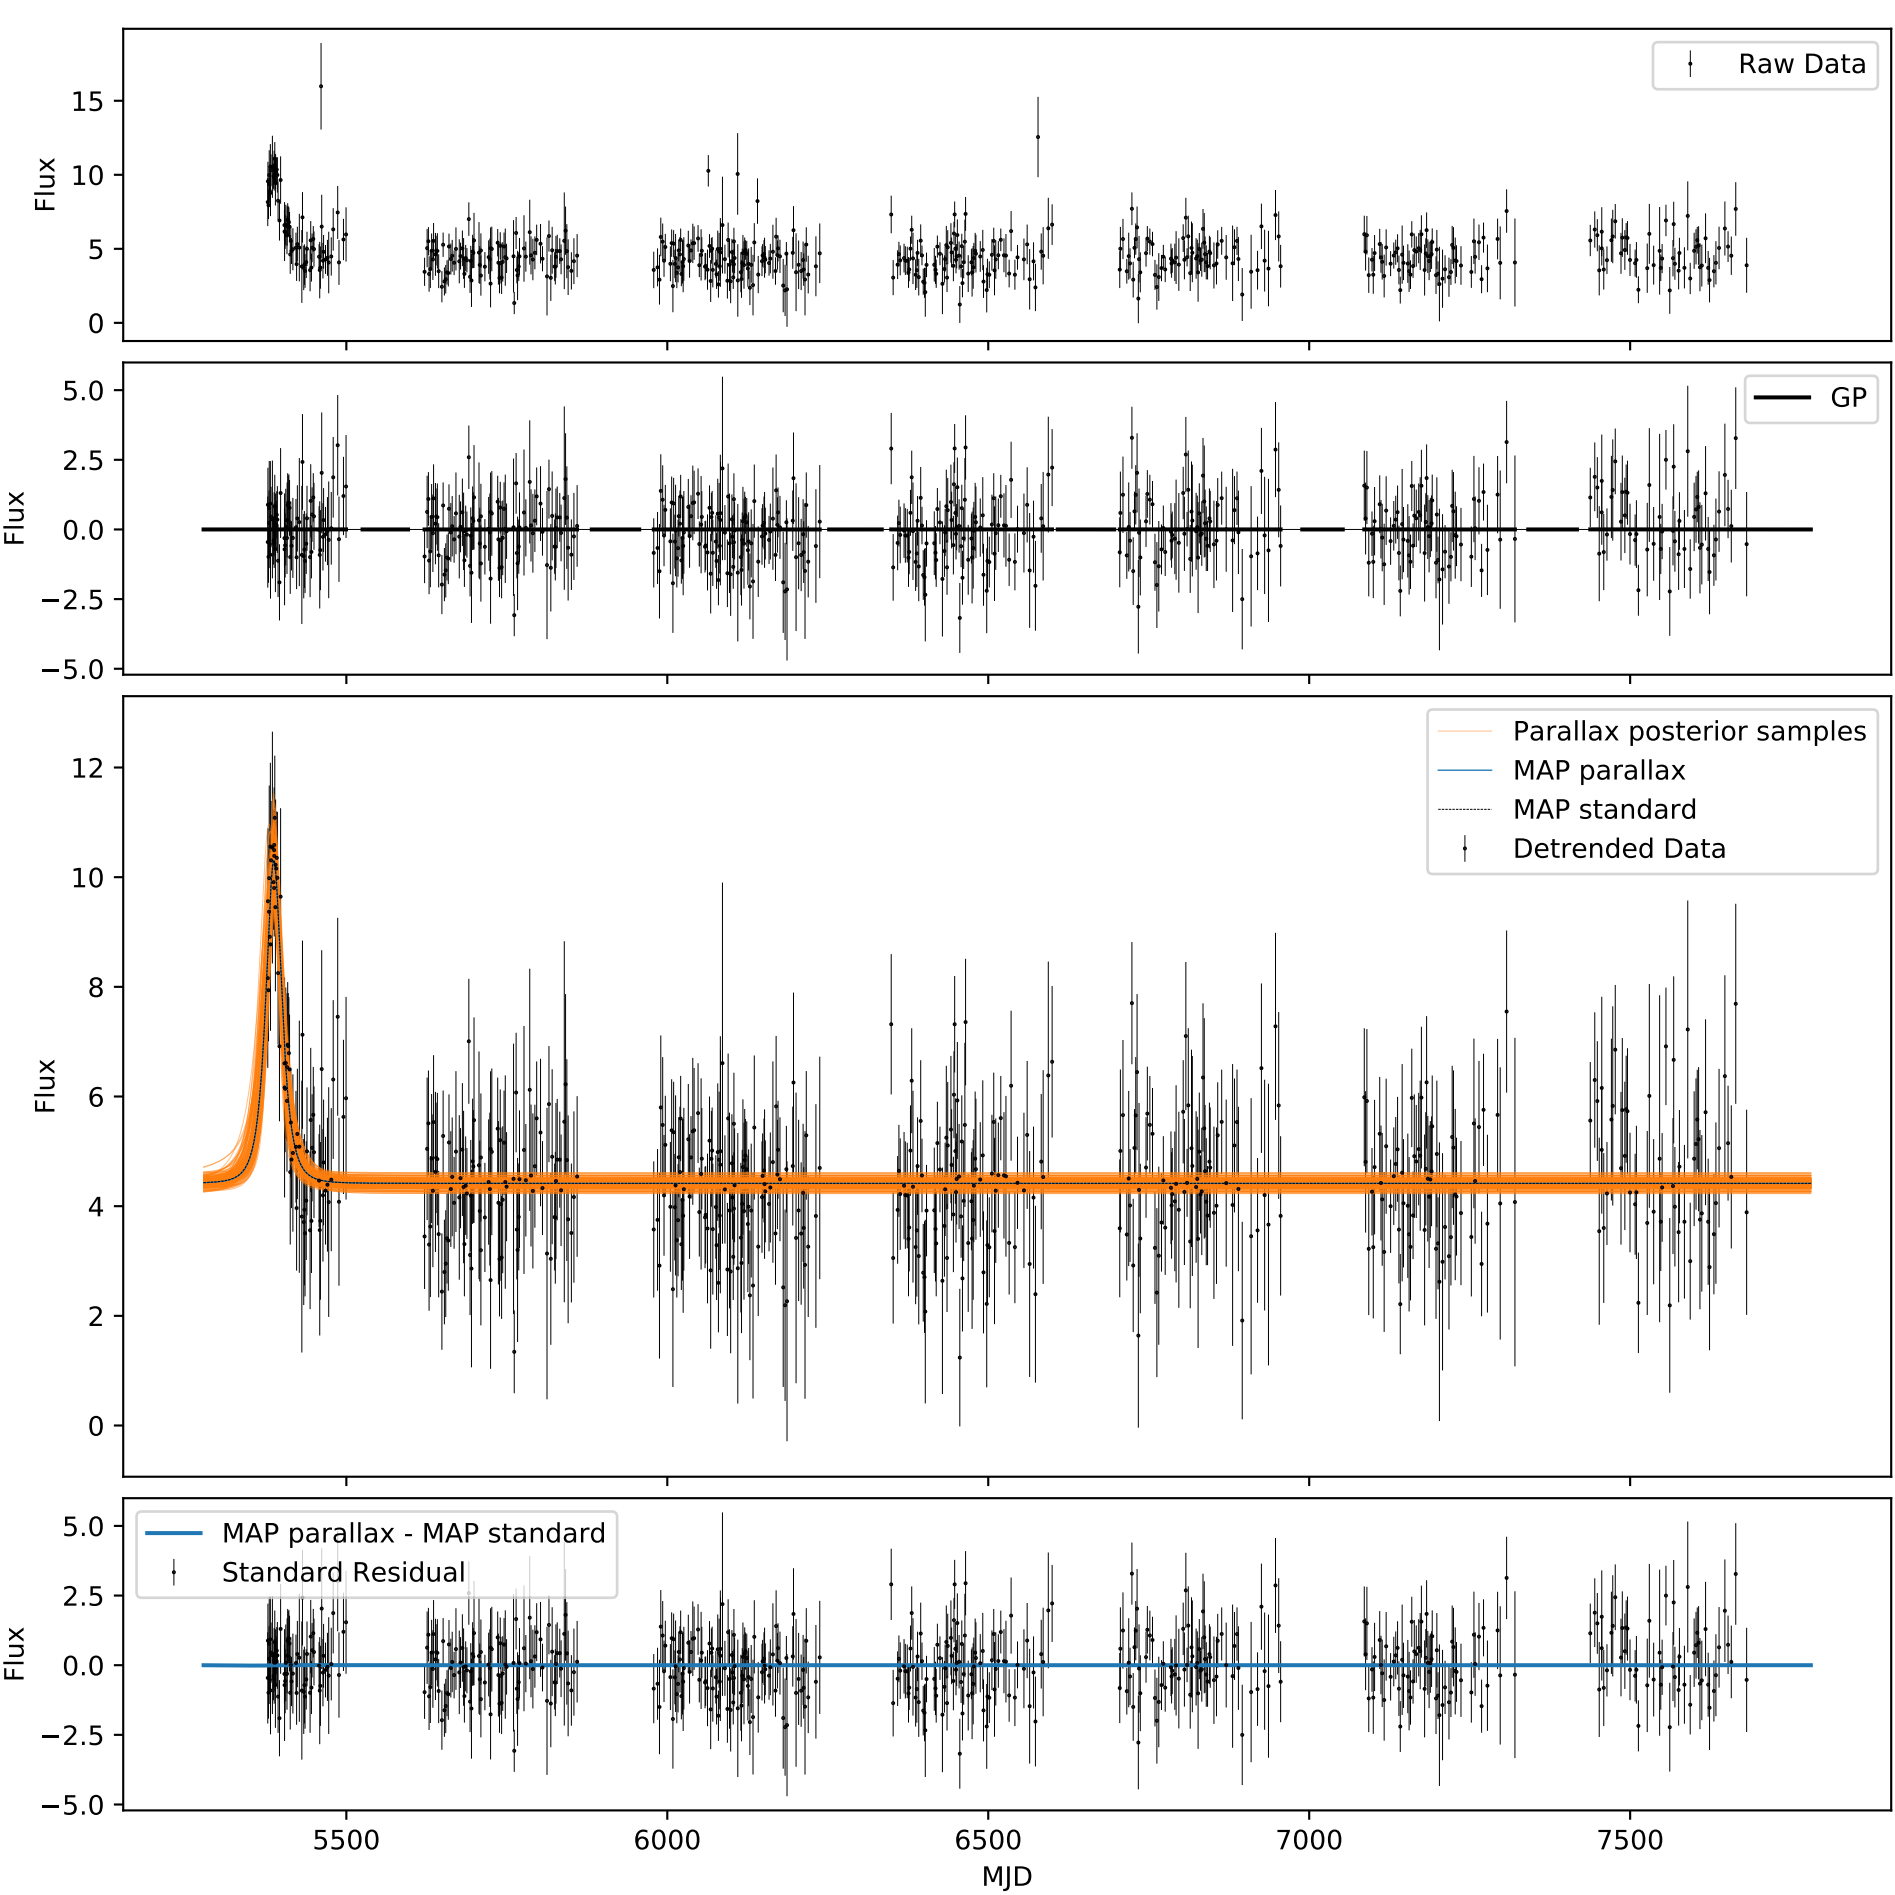 Flux
15
10
5
0
Raw Data
Flux
5.0
2.5
0.0
−2.5
−5.0
GP
Flux
12
10
8
6
4
2
0
Parallax posterior samples
MAP parallax
MAP standard
Detrended Data
Flux
5.0
2.5
0.0
−2.5
−5.0
MAP parallax - MAP standard
Standard Residual
5500
6000
6500
7000
7500
MJD